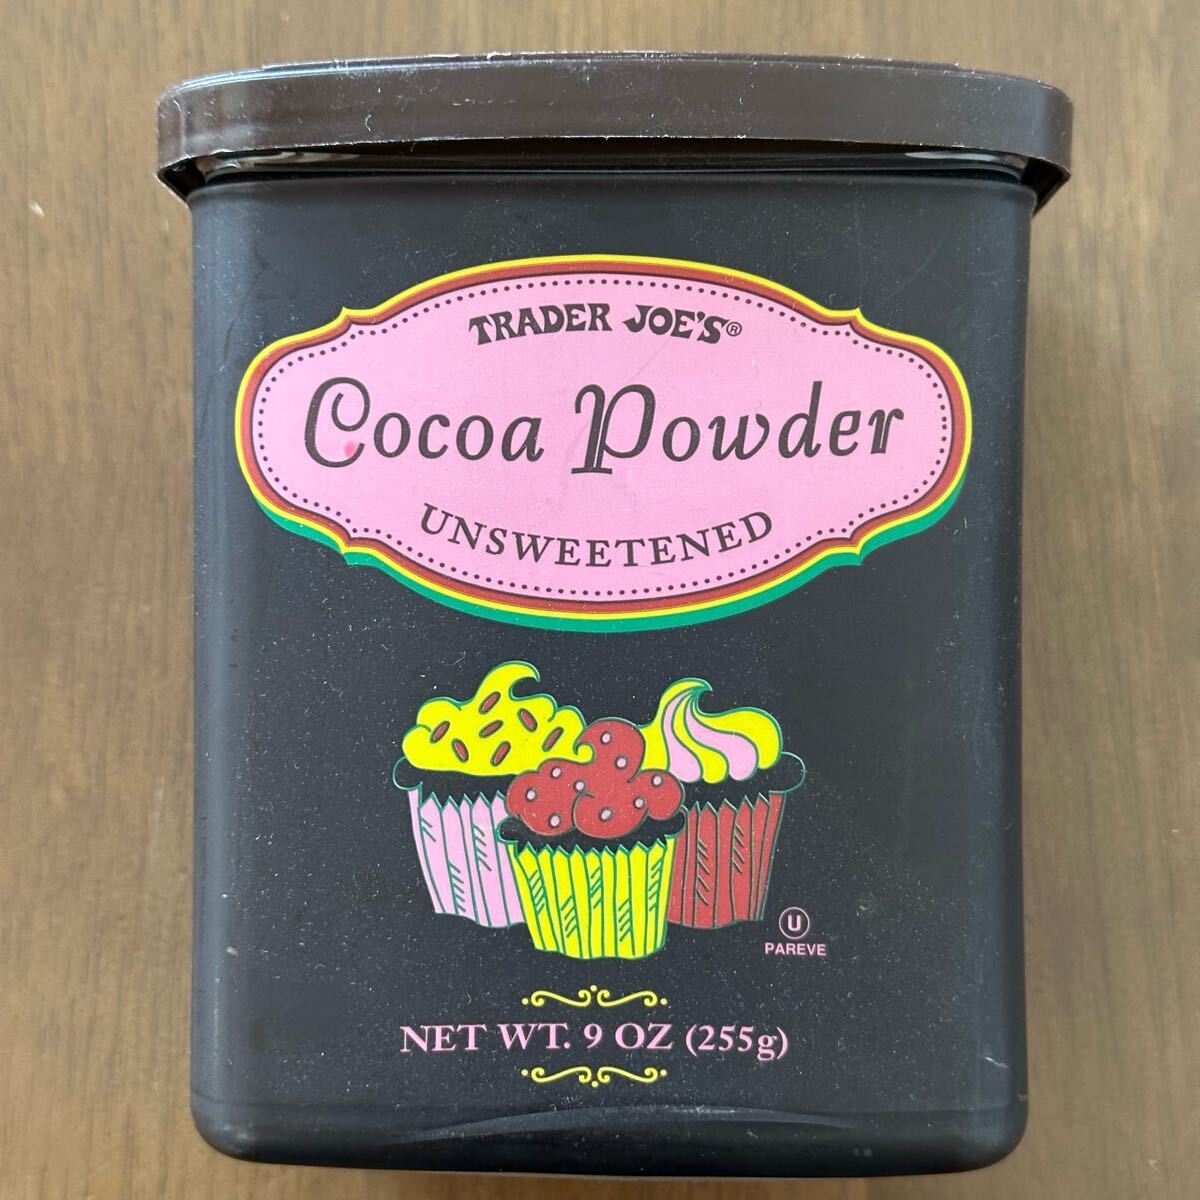 TRADER JOE'S®
Cocoa Powder
UNSWEETENED
U
PAREVE
NET WT. 9 OZ (255g)